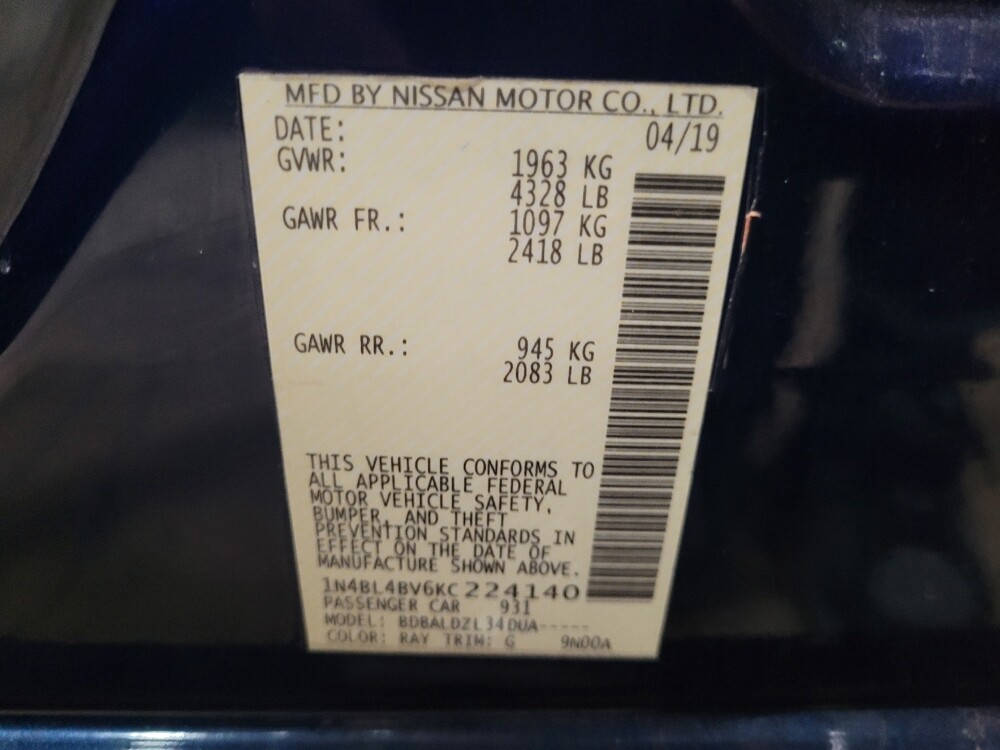 MFD BY NISSAN MOTOR CO., LTD.
DATE: 04/19
GVWR: 1963 KG
4328 LB
GAWR FR.: 1097 KG
2418 LB
GAWR RR.: 945 KG
2083 LB
THIS VEHICLE CONFORMS TO
ALL APPLICABLE FEDERAL
MOTOR VEHICLE SAFETY,
BUMPER, AND THEFT
PREVENTION STANDARDS IN
EFFECT ON THE DATE OF
MANUFACTURE SHOWN ABOVE.
1N4BL4BV6KC224140
PASSENGER CAR 931
MODEL: BDBALDZL34DUA-----
COLOR: RAY TRIM: G 9N00A